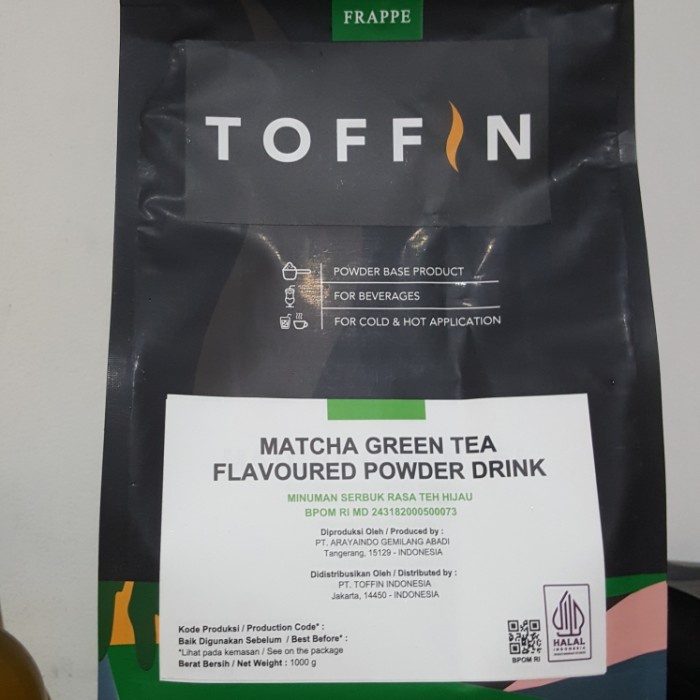 FRAPPE
TOFFIN
POWDER BASE PRODUCT
FOR BEVERAGES
FOR COLD & HOT APPLICATION
MATCHA GREEN TEA
FLAVOURED POWDER DRINK
MINUMAN SERBUK RASA TEH HIJAU
BPOM RI MD 243182000500073
Diproduksi Oleh / Produced by :
PT. ARAYAINDO GEMILANG ABADI
Tangerang, 15129 - INDONESIA
Didistribusikan Oleh / Distributed by :
PT. TOFFIN INDONESIA
Jakarta, 14450 - INDONESIA
Kode Produksi / Production Code* :
Baik Digunakan Sebelum / Best Before* :
*Lihat pada kemasan / See on the package
Berat Bersih / Net Weight : 1000 g
BPOM RI
HALAL
INDONESIA